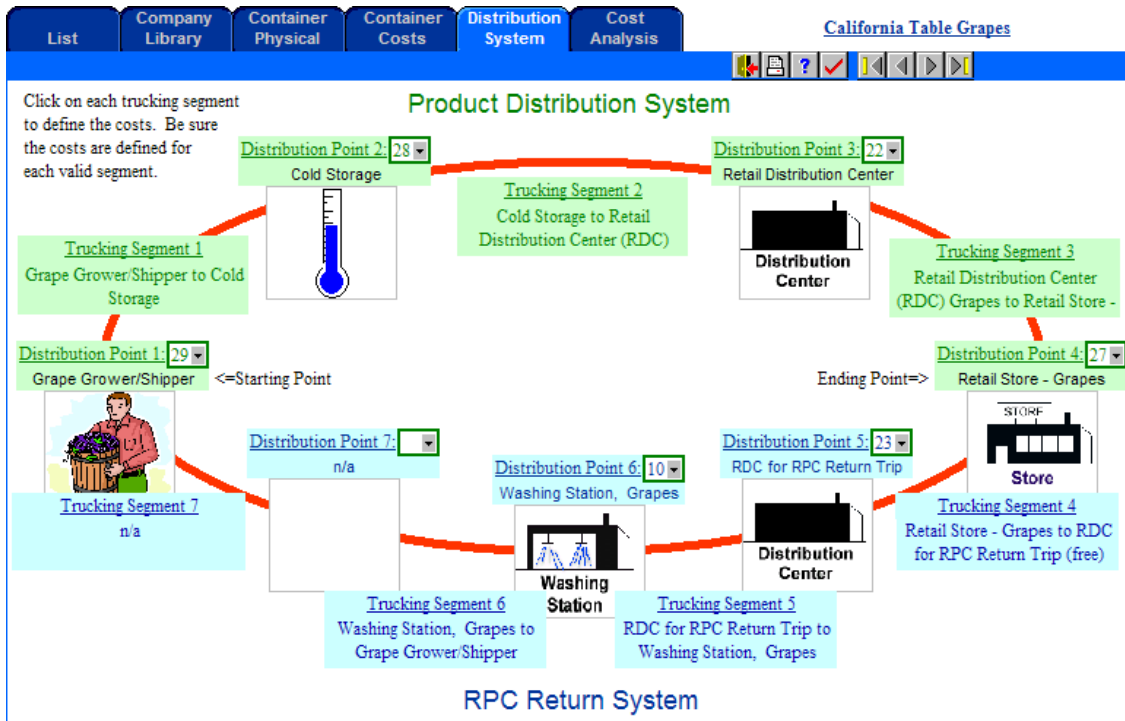 List
Company
Library
Container
Physical
Container
Costs
Distribution
System
Cost
Analysis
California Table Grapes
?
Click on each trucking segment
to define the costs. Be sure
the costs are defined for
each valid segment.
Product Distribution System
Distribution Point 2: 28
Cold Storage
Distribution Point 3: 22
Retail Distribution Center
Trucking Segment 2
Cold Storage to Retail
Distribution Center (RDC)
Distribution
Center
Trucking Segment 1
Grape Grower/Shipper to Cold
Storage
Trucking Segment 3
Retail Distribution Center
(RDC) Grapes to Retail Store -
Distribution Point 1: 29
Grape Grower/Shipper
<=Starting Point
Ending Point=>
Distribution Point 4: 27
Retail Store - Grapes
STORE
Store
Distribution Point 7:
n/a
Distribution Point 6: 10
Washing Station, Grapes
Distribution Point 5: 23
RDC for RPC Return Trip
Trucking Segment 7
n/a
Washing
Station
Distribution
Center
Trucking Segment 4
Retail Store - Grapes to RDC
for RPC Return Trip (free)
Trucking Segment 6
Washing Station, Grapes to
Grape Grower/Shipper
Trucking Segment 5
RDC for RPC Return Trip to
Washing Station, Grapes
RPC Return System